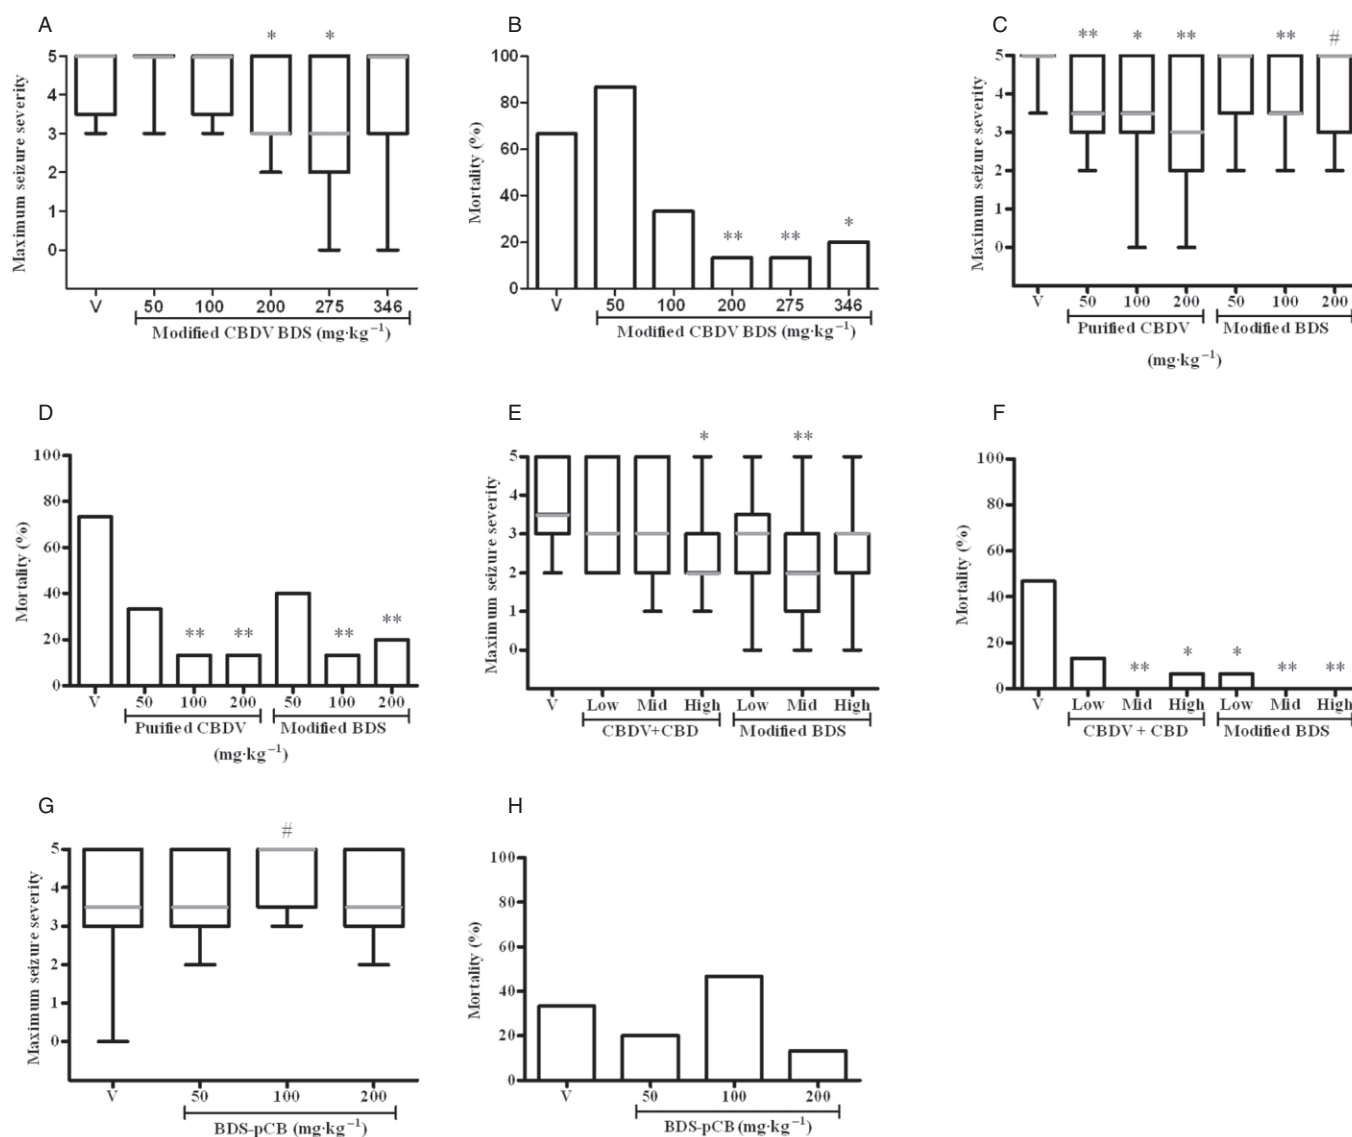 A
* *
Maximum seizure severity
5
4
3
2
1
0
V 50 100 200 275 346
Modified CBDV BDS (mg·kg⁻¹)
B
Mortality (%)
100
80
60
40
20
0
** ** *
V 50 100 200 275 346
Modified CBDV BDS (mg·kg⁻¹)
C
** * ** ** #
Maximum seizure severity
5
4
3
2
1
0
V 50 100 200 50 100 200
Purified CBDV Modified BDS
(mg·kg⁻¹)
D
Mortality (%)
100
80
60
40
20
0
** ** ** **
V 50 100 200 50 100 200
Purified CBDV Modified BDS
(mg·kg⁻¹)
E
* **
Maximum seizure severity
5
4
3
2
1
0
V Low Mid High Low Mid High
CBDV+CBD Modified BDS
F
Mortality (%)
100
80
60
40
20
0
** * * ** **
V Low Mid High Low Mid High
CBDV + CBD Modified BDS
G
#
Maximum seizure severity
5
4
3
2
1
0
V 50 100 200
BDS-pCB (mg·kg⁻¹)
H
Mortality (%)
100
80
60
40
20
0
V 50 100 200
BDS-pCB (mg·kg⁻¹)